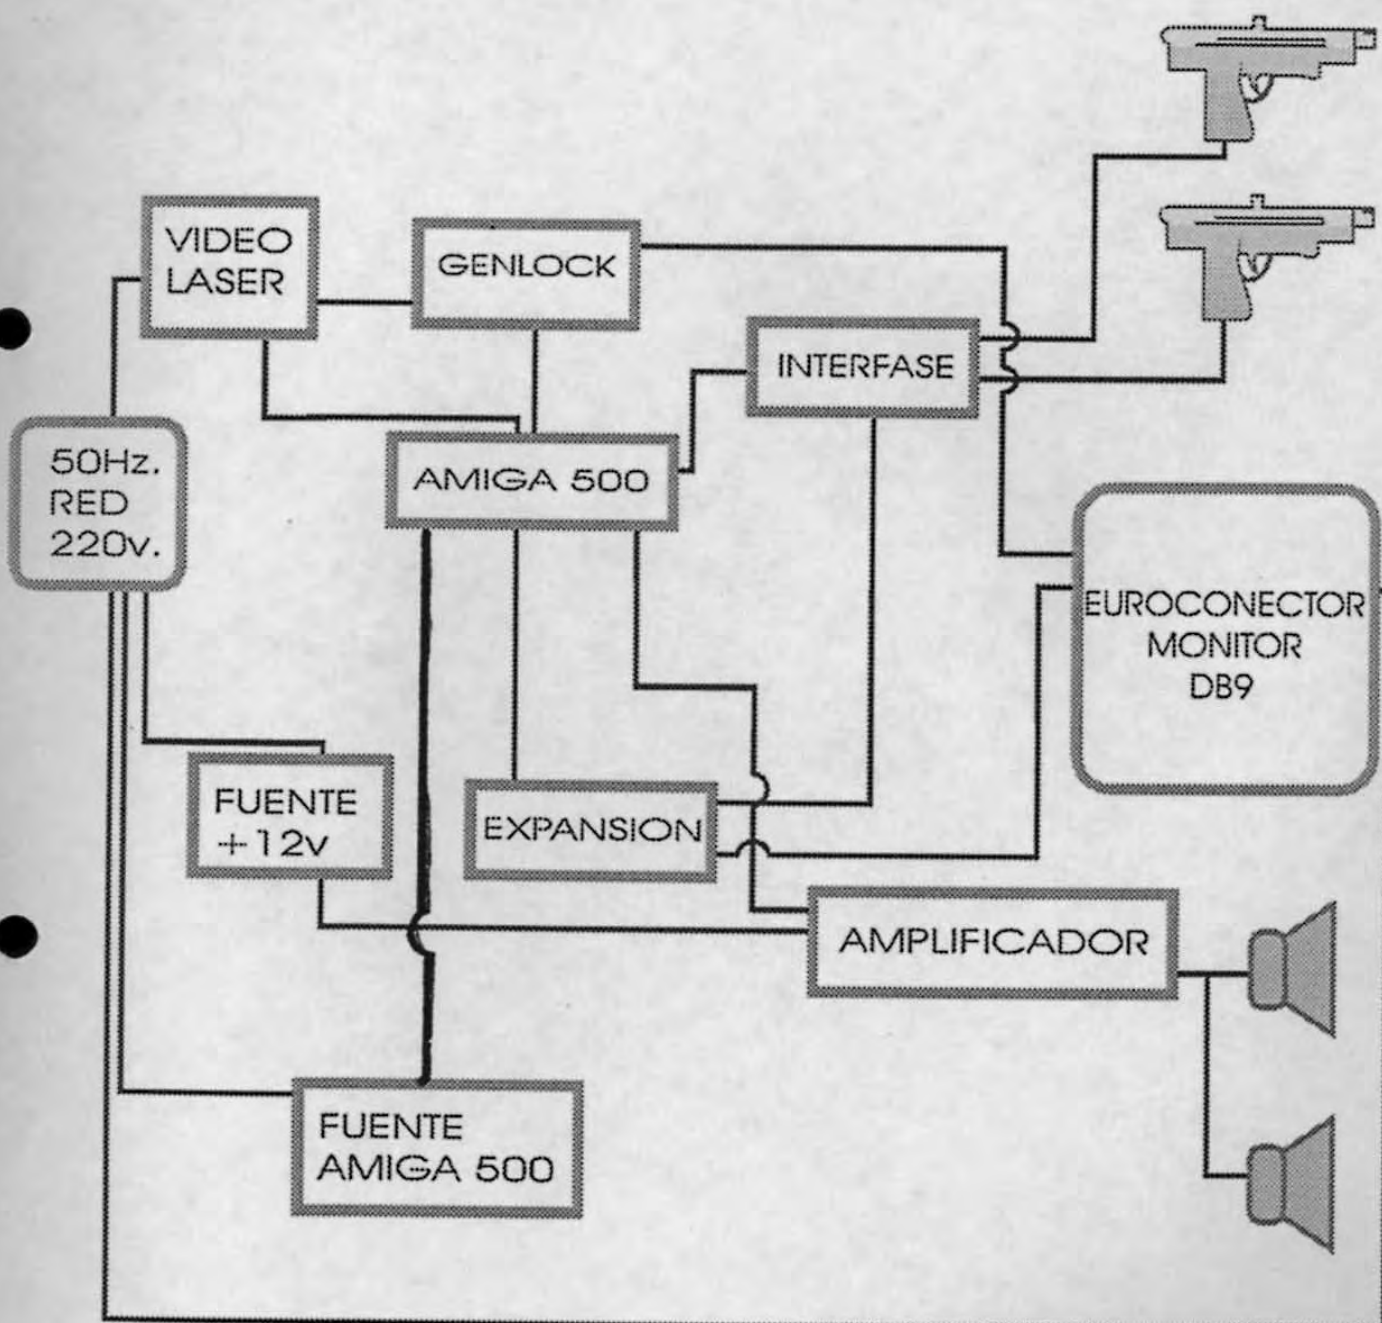 VIDEO
LASER
GENLOCK
INTERFASE
50Hz.
RED
220v.
AMIGA 500
EUROCONECTOR
MONITOR
DB9
FUENTE
+12v
EXPANSION
AMPLIFICADOR
FUENTE
AMIGA 500